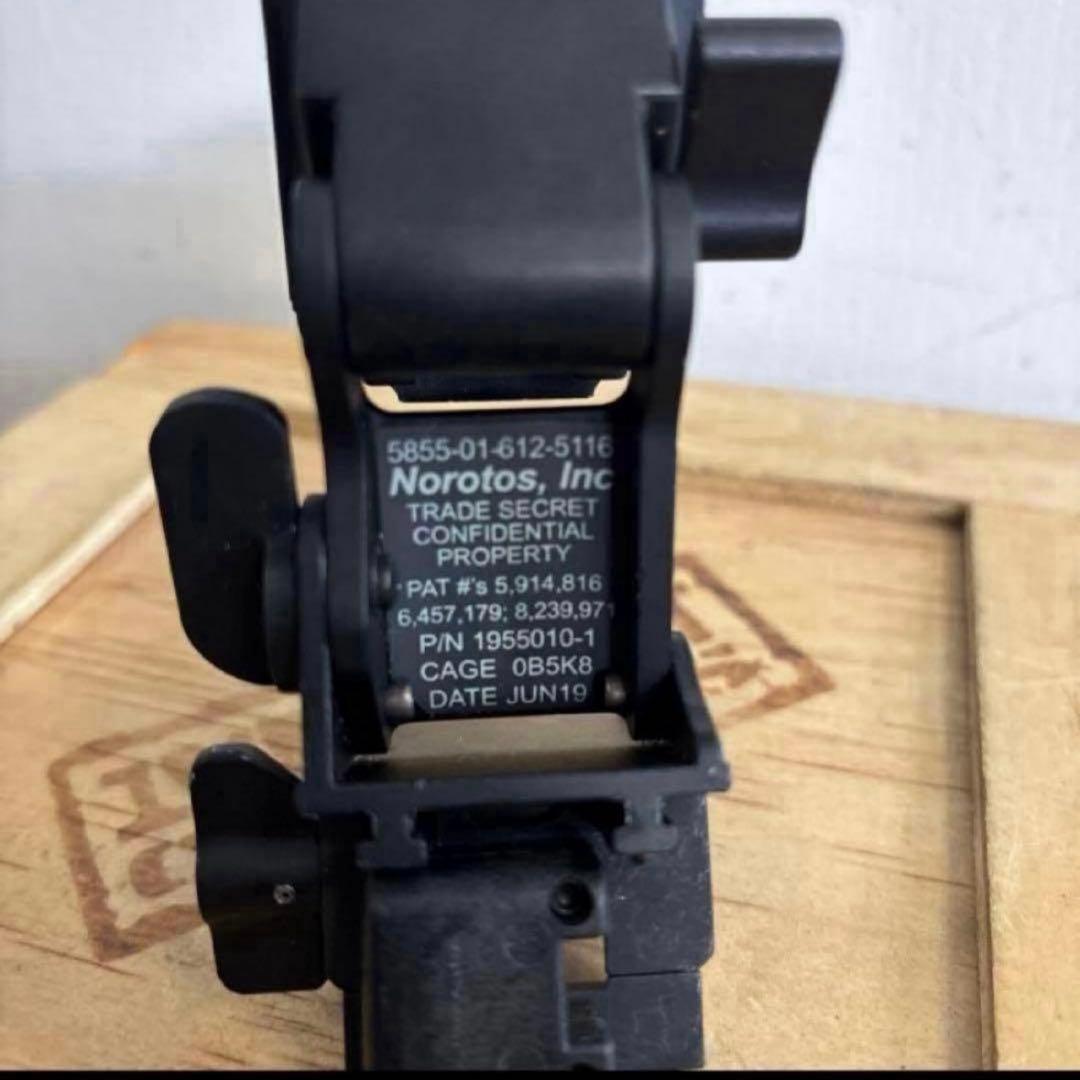 5855-01-612-5116
Norotos, Inc
TRADE SECRET
CONFIDENTIAL
PROPERTY
PAT #'s 5,914,816
6,457,179; 8,239,971
P/N 1955010-1
CAGE 0B5K8
DATE JUN19